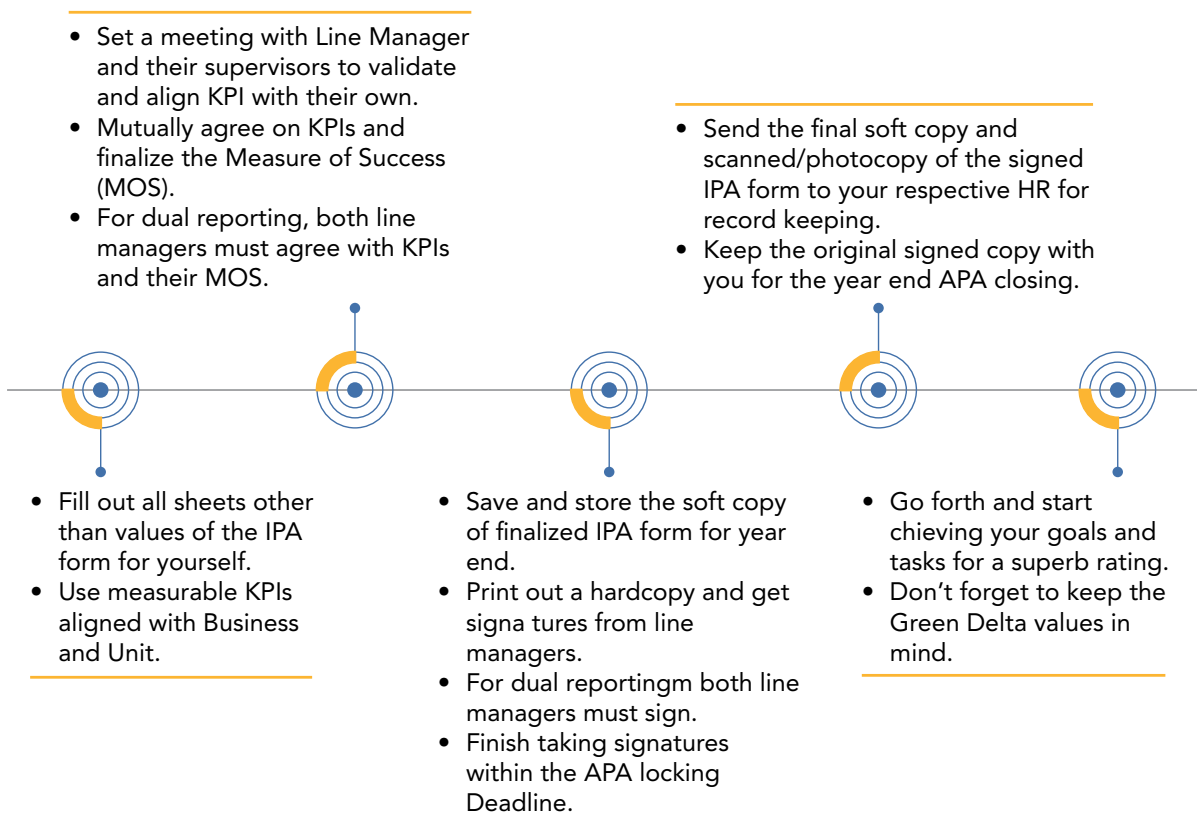 • Set a meeting with Line Manager
and their supervisors to validate
and align KPI with their own.
• Mutually agree on KPIs and
finalize the Measure of Success
(MOS).
• For dual reporting, both line
managers must agree with KPIs
and their MOS.
• Send the final soft copy and
scanned/photocopy of the signed
IPA form to your respective HR for
record keeping.
• Keep the original signed copy with
you for the year end APA closing.
• Fill out all sheets other
than values of the IPA
form for yourself.
• Use measurable KPIs
aligned with Business
and Unit.
• Save and store the soft copy
of finalized IPA form for year
end.
• Print out a hardcopy and get
signa tures from line
managers.
• For dual reportingm both line
managers must sign.
• Finish taking signatures
within the APA locking
Deadline.
• Go forth and start
chieving your goals and
tasks for a superb rating.
• Don’t forget to keep the
Green Delta values in
mind.